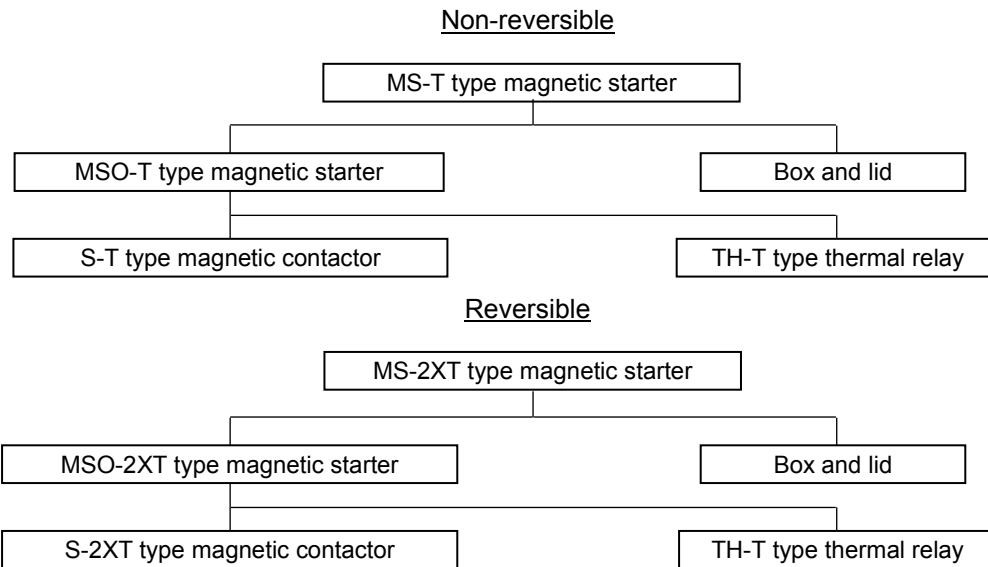 Non-reversible
MS-T type magnetic starter
MSO-T type magnetic starter
Box and lid
S-T type magnetic contactor
TH-T type thermal relay
Reversible
MS-2XT type magnetic starter
MSO-2XT type magnetic starter
Box and lid
S-2XT type magnetic contactor
TH-T type thermal relay